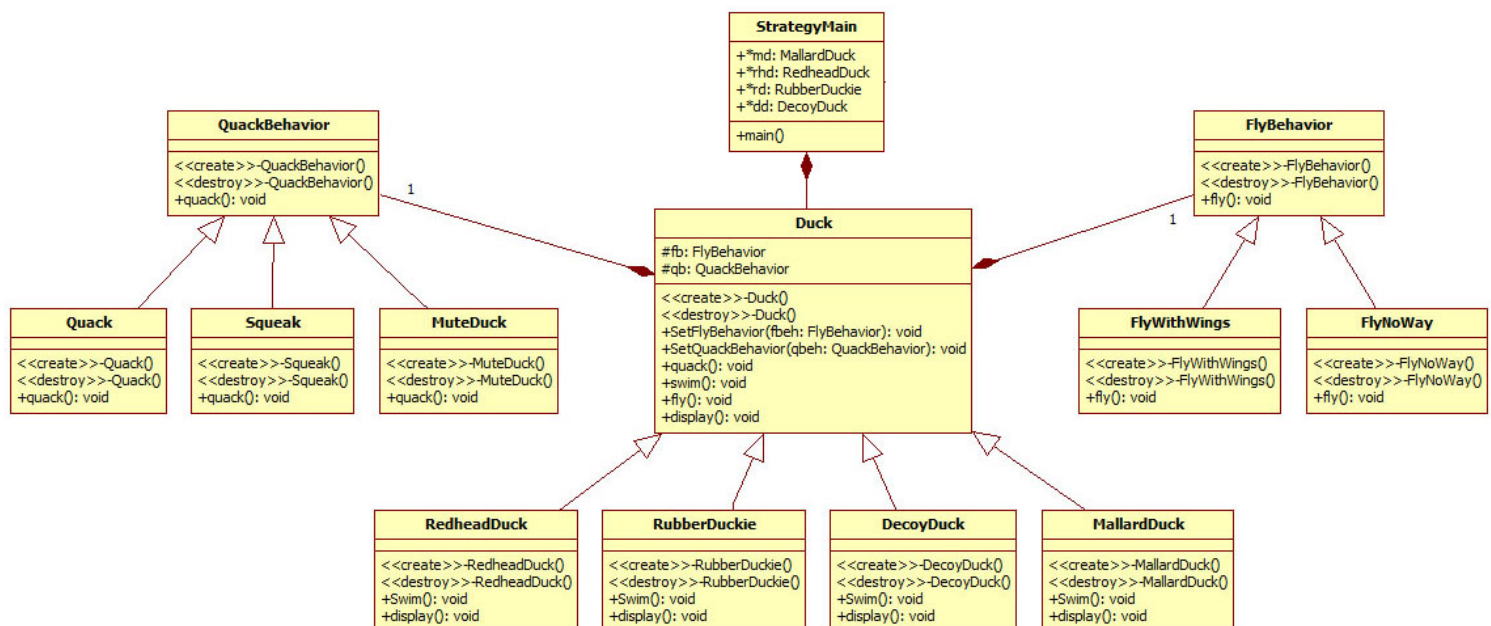 StrategyMain
+*md: MallardDuck
+*rhd: RedheadDuck
+*rd: RubberDuckie
+*dd: DecoyDuck
+main()
QuackBehavior
<<create>>-QuackBehavior()
<<destroy>>-QuackBehavior()
+quack(): void
1
FlyBehavior
<<create>>-FlyBehavior()
<<destroy>>-FlyBehavior()
+fly(): void
1
Duck
#fb: FlyBehavior
#qb: QuackBehavior
<<create>>-Duck()
<<destroy>>-Duck()
+SetFlyBehavior(fbeh: FlyBehavior): void
+SetQuackBehavior(qbeh: QuackBehavior): void
+quack(): void
+swim(): void
+fly(): void
+display(): void
Quack
<<create>>-Quack()
<<destroy>>-Quack()
+quack(): void
Squeak
<<create>>-Squeak()
<<destroy>>-Squeak()
+quack(): void
MuteDuck
<<create>>-MuteDuck()
<<destroy>>-MuteDuck()
+quack(): void
FlyWithWings
<<create>>-FlyWithWings()
<<destroy>>-FlyWithWings()
+fly(): void
FlyNoWay
<<create>>-FlyNoWay()
<<destroy>>-FlyNoWay()
+fly(): void
RedheadDuck
<<create>>-RedheadDuck()
<<destroy>>-RedheadDuck()
+Swim(): void
+display(): void
RubberDuckie
<<create>>-RubberDuckie()
<<destroy>>-RubberDuckie()
+Swim(): void
+display(): void
DecoyDuck
<<create>>-DecoyDuck()
<<destroy>>-DecoyDuck()
+Swim(): void
+display(): void
MallardDuck
<<create>>-MallardDuck()
<<destroy>>-MallardDuck()
+Swim(): void
+display(): void